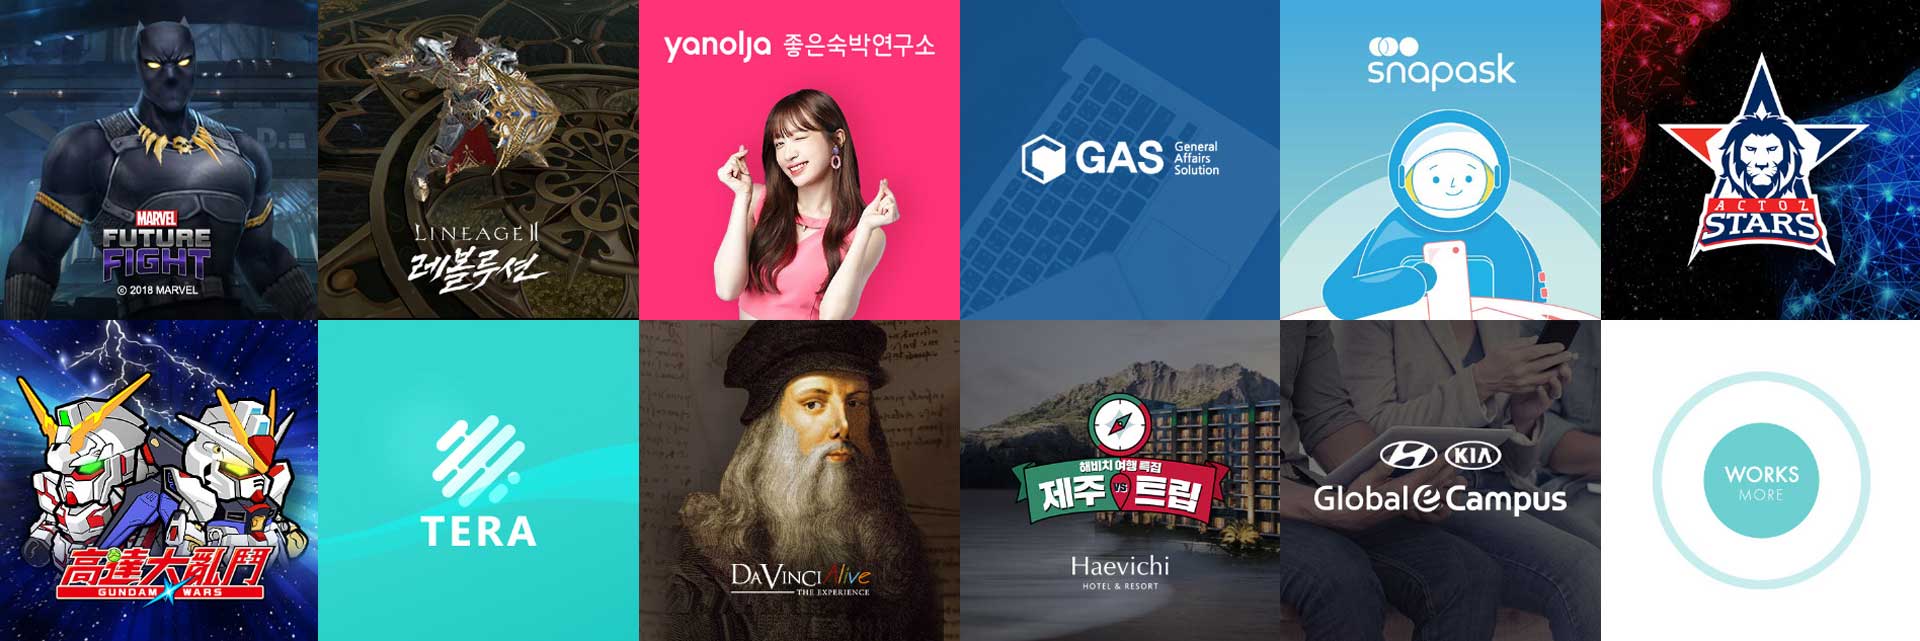 MARVEL
FUTURE
FIGHT
© 2018 MARVEL
LINEAGE II
레볼루션
yanolja 좋은숙박연구소
GAS
General
Affairs
Solution
snapask
ACTOZ
STARS
高達大亂鬥
GUNDAM WARS
TERA
DAVINCI Alive
THE EXPERIENCE
해비치 여행 특집
제주 VS 트립
Haevichi
HOTEL & RESORT
HYUNDAI KIA
Global e Campus
WORKS
MORE